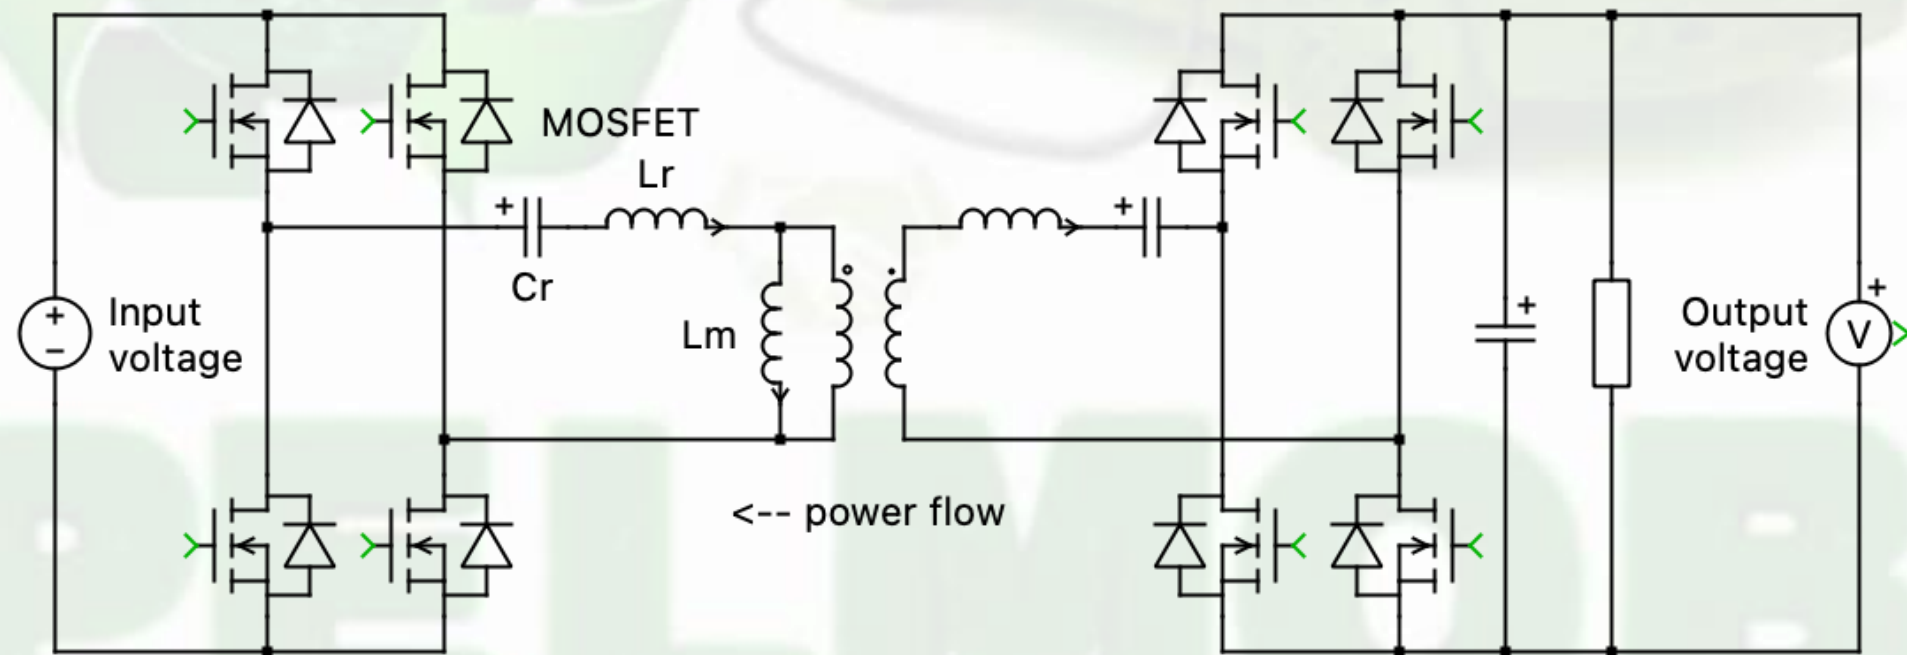 MOSFET
Lr
+
+
Cr
+
−
Input
voltage
Lm
+
Output
voltage
+
V
<-- power flow